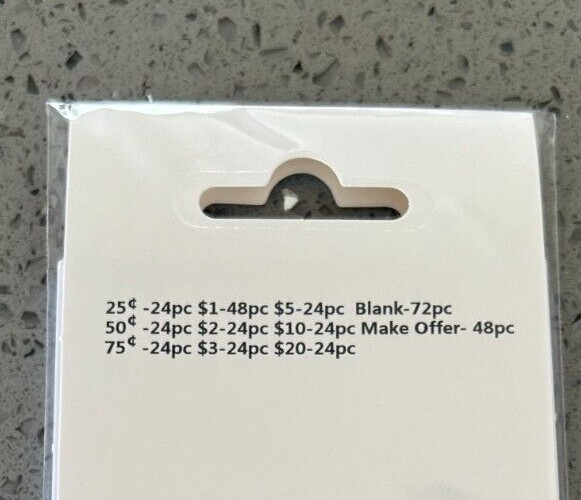 25¢ -24pc $1-48pc $5-24pc Blank-72pc
50¢ -24pc $2-24pc $10-24pc Make Offer- 48pc
75¢ -24pc $3-24pc $20-24pc